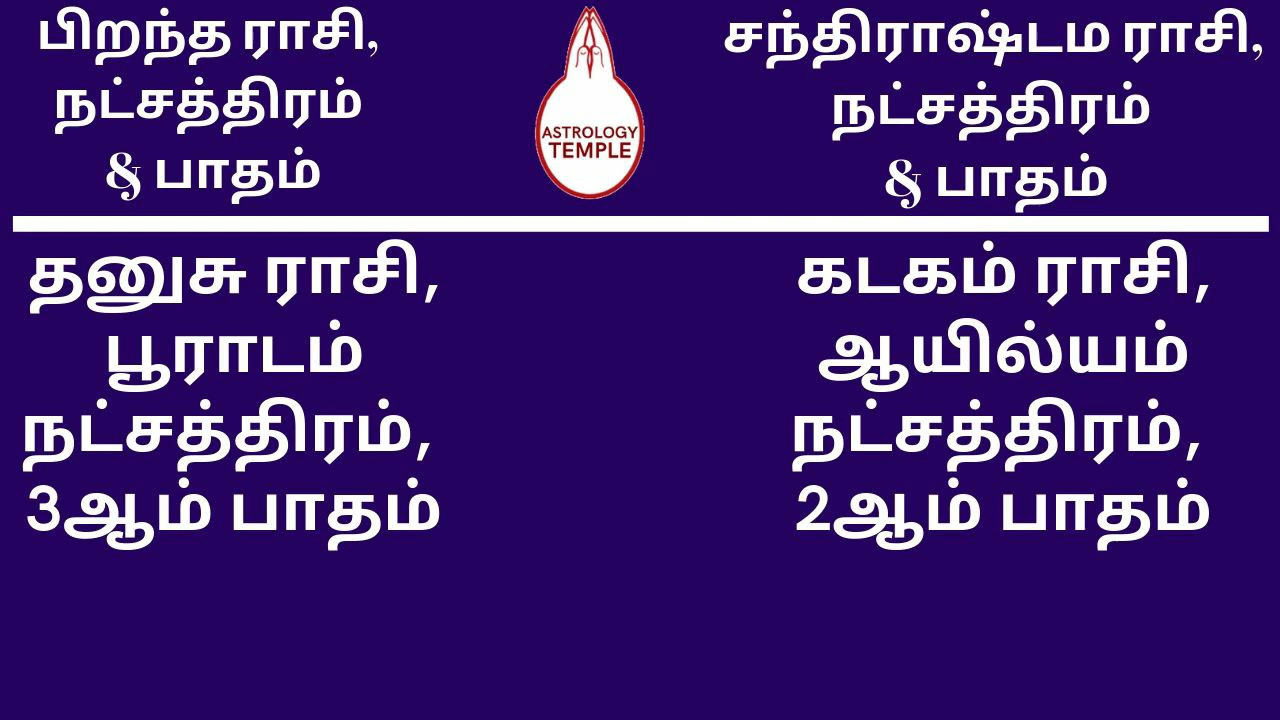 பிறந்த ராசி,
நட்சத்திரம்
& பாதம்
ASTROLOGY
TEMPLE
சந்திராஷ்டம ராசி,
நட்சத்திரம்
& பாதம்
தனுசு ராசி,
பூராடம்
நட்சத்திரம்,
3ஆம் பாதம்
கடகம் ராசி,
ஆயில்யம்
நட்சத்திரம்,
2ஆம் பாதம்